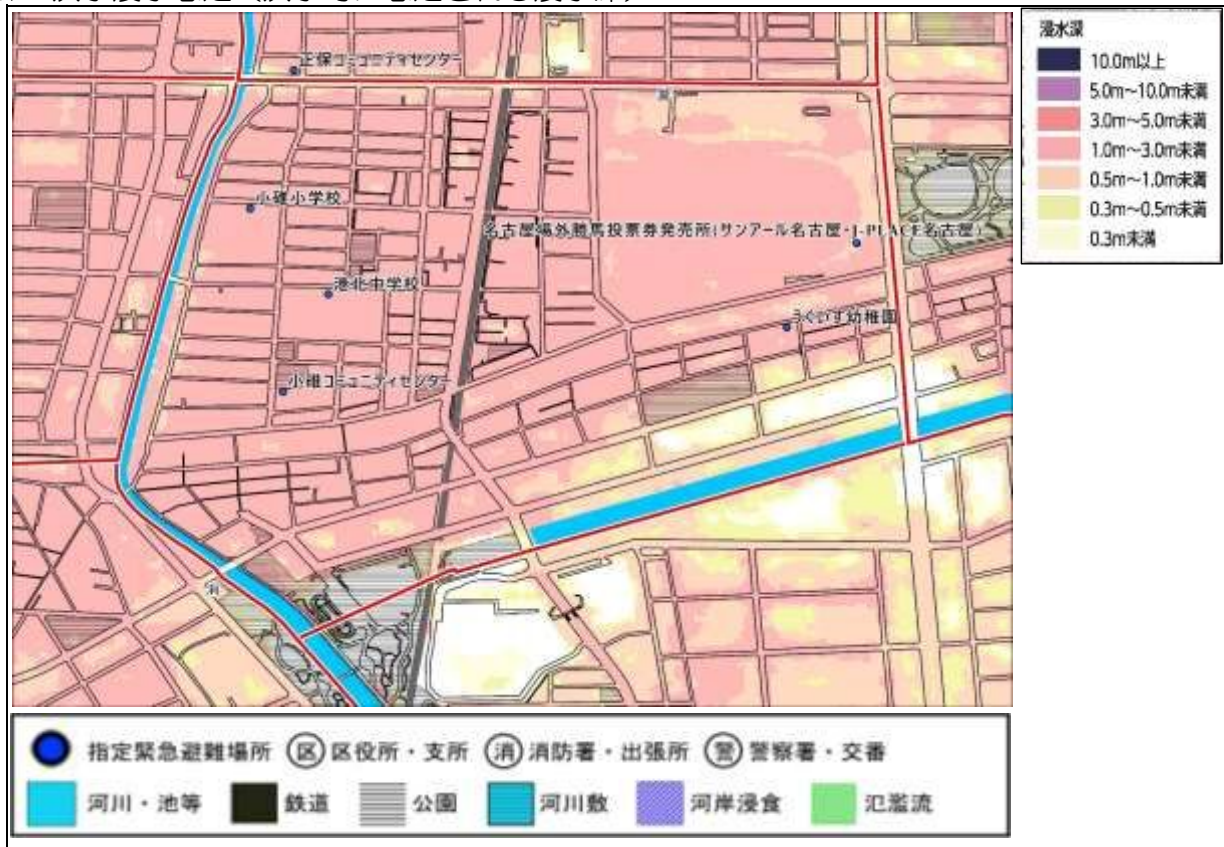 浸水深
10.0m以上
5.0m～10.0m未満
3.0m～5.0m未満
1.0m～3.0m未満
0.5m～1.0m未満
0.3m～0.5m未満
0.3m未満
正保コミュニティセンター
小碓小学校
名古屋場外勝馬投票券発売所(サンアール名古屋・J-PLACE名古屋)
港北中学校
うぐいす幼稚園
小碓コミュニティセンター
消
指定緊急避難場所 区 区役所・支所 消 消防署・出張所 警 警察署・交番
河川・池等 鉄道 公園 河川敷 河岸浸食 氾濫流